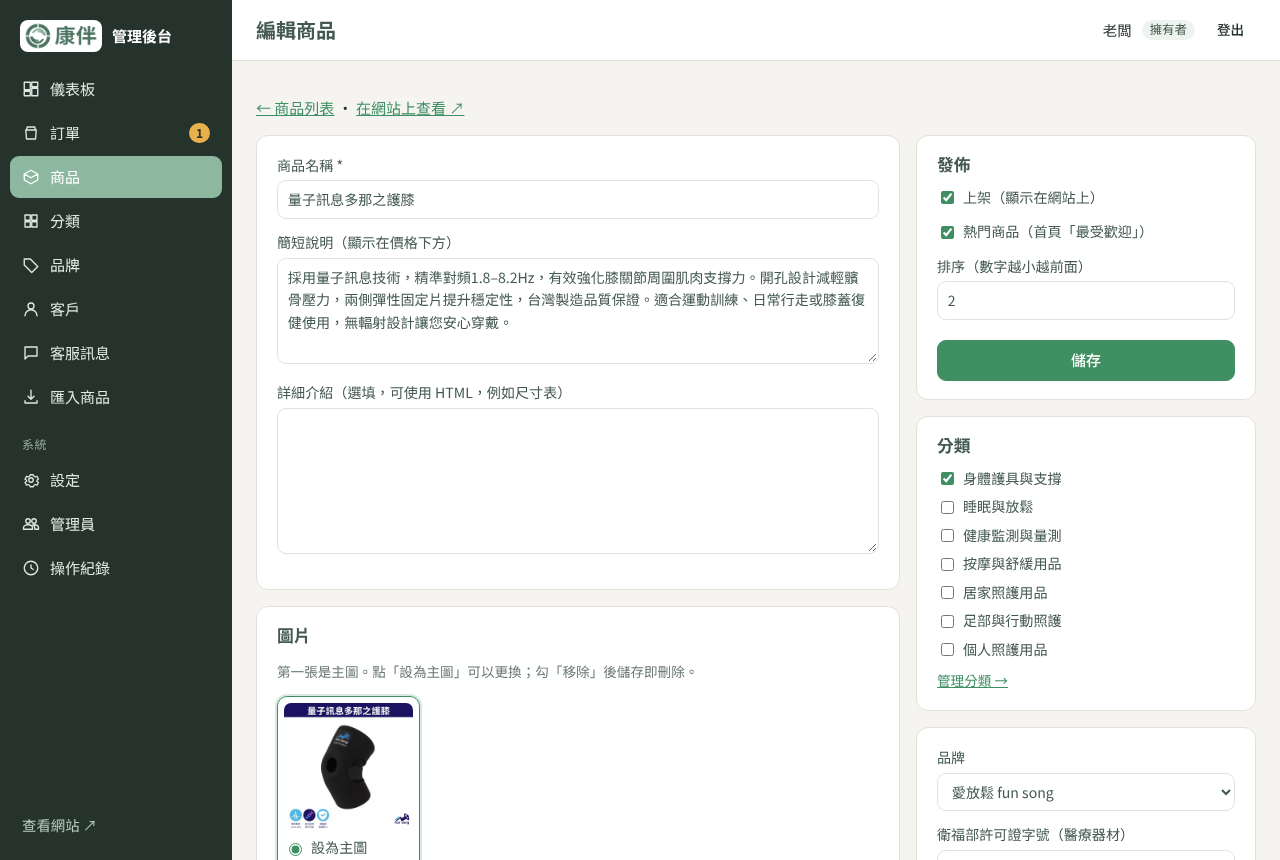 康伴 管理後台
儀表板
訂單 1
商品
分類
品牌
客戶
客服訊息
匯入商品
系統
設定
管理員
操作紀錄
查看網站 ↗
編輯商品
老闆 擁有者 登出
← 商品列表 · 在網站上查看 ↗
商品名稱 *
量子訊息多那之護膝
簡短說明（顯示在價格下方）
採用量子訊息技術，精準對頻1.8–8.2Hz，有效強化膝關節周圍肌肉支撐力。開孔設計減輕髕
骨壓力，兩側彈性固定片提升穩定性，台灣製造品質保證。適合運動訓練、日常行走或膝蓋復
健使用，無輻射設計讓您安心穿戴。
詳細介紹（選填，可使用 HTML，例如尺寸表）
圖片
第一張是主圖。點「設為主圖」可以更換；勾「移除」後儲存即刪除。
量子訊息多那之護膝
設為主圖
發佈
上架（顯示在網站上）
熱門商品（首頁「最受歡迎」）
排序（數字越小越前面）
2
儲存
分類
身體護具與支撐
睡眠與放鬆
健康監測與量測
按摩與舒緩用品
居家照護用品
足部與行動照護
個人照護用品
管理分類 →
品牌
愛放鬆 fun song
衛福部許可證字號（醫療器材）